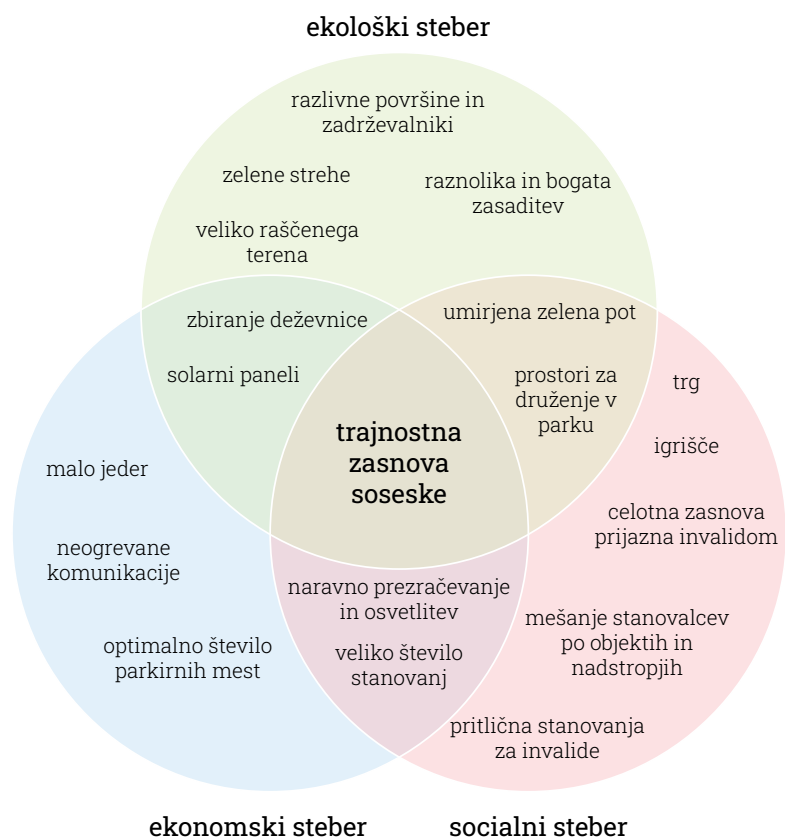 ekološki steber
razlivne površine in
zadrževalniki
zelene strehe
raznolika in bogata
zasaditev
veliko raščenega
terena
zbiranje deževnice
umirjena zelena pot
solarni paneli
prostori za
druženje v
parku
trg
trajnostna
zasnova
soseske
igrišče
malo jeder
celotna zasnova
prijazna invalidom
neogrevane
komunikacije
naravno prezračevanje
in osvetlitev
mešanje stanovalcev
po objektih in
nadstropjih
optimalno število
parkirnih mest
veliko število
stanovanj
pritlična stanovanja
za invalide
ekonomski steber
socialni steber